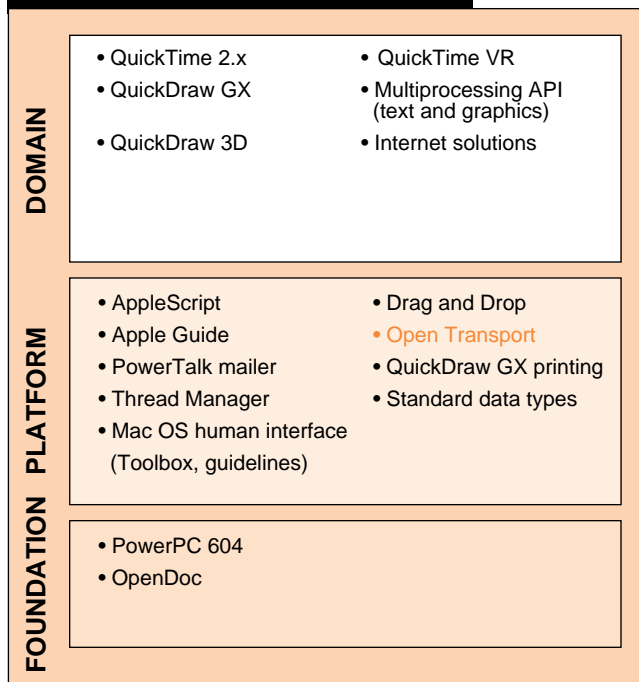 DOMAIN
• QuickTime 2.x
• QuickDraw GX
• QuickDraw 3D
• QuickTime VR
• Multiprocessing API
(text and graphics)
• Internet solutions
PLATFORM
• AppleScript
• Apple Guide
• PowerTalk mailer
• Thread Manager
• Mac OS human interface
(Toolbox, guidelines)
• Drag and Drop
• Open Transport
• QuickDraw GX printing
• Standard data types
FOUNDATION
• PowerPC 604
• OpenDoc